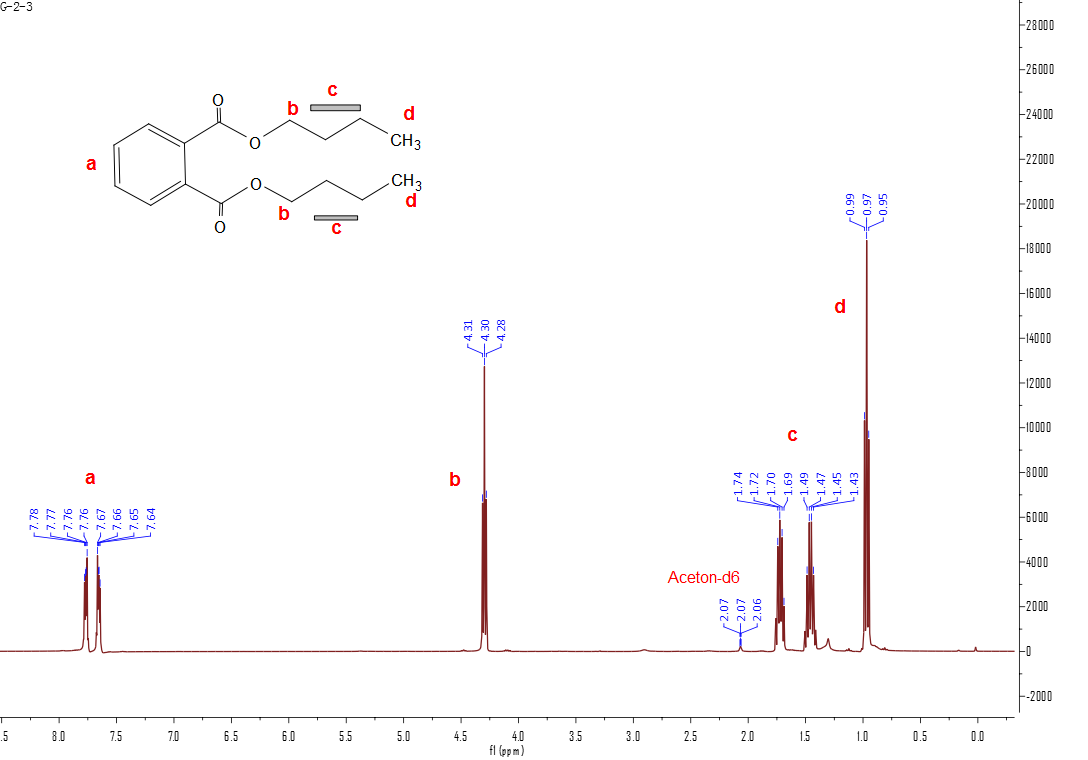 G-2-3
O
b
c
d
O
CH3
a
O
CH3
b
d
O
c
a
b
c
d
7.78
7.77
7.76
7.76
7.67
7.66
7.65
7.64
4.31
4.30
4.28
Aceton-d6
2.07
2.07
2.06
1.74
1.72
1.70
1.69
1.49
1.47
1.45
1.43
0.99
0.97
0.95
28000
26000
24000
22000
20000
18000
16000
14000
12000
10000
8000
6000
4000
2000
0
-2000
.5 8.0 7.5 7.0 6.5 6.0 5.5 5.0 4.5 4.0 3.5 3.0 2.5 2.0 1.5 1.0 0.5 0.0
f1 (ppm)